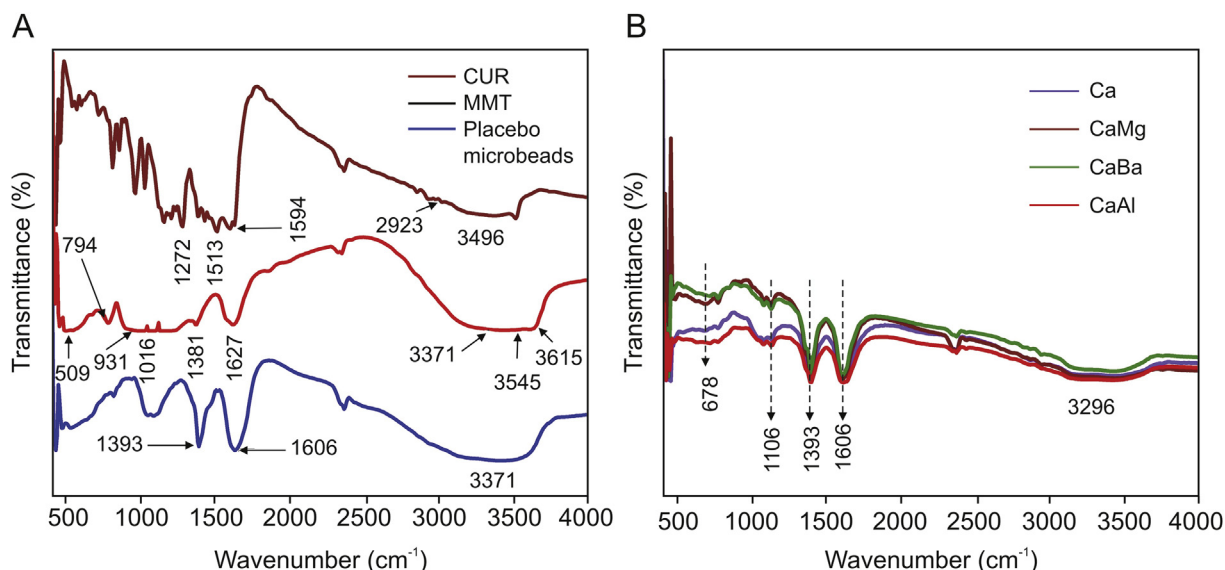 A
CUR
MMT
Placebo
microbeads
Transmittance (%)
794
509
931
1016
1272
1381
1513
1627
1594
2923
3496
3371
3545
3615
1393
1606
3371
500 1000 1500 2000 2500 3000 3500 4000
Wavenumber (cm-1)
B
Ca
CaMg
CaBa
CaAl
Transmittance (%)
678
1106
1393
1606
3296
500 1000 1500 2000 2500 3000 3500 4000
Wavenumber (cm-1)